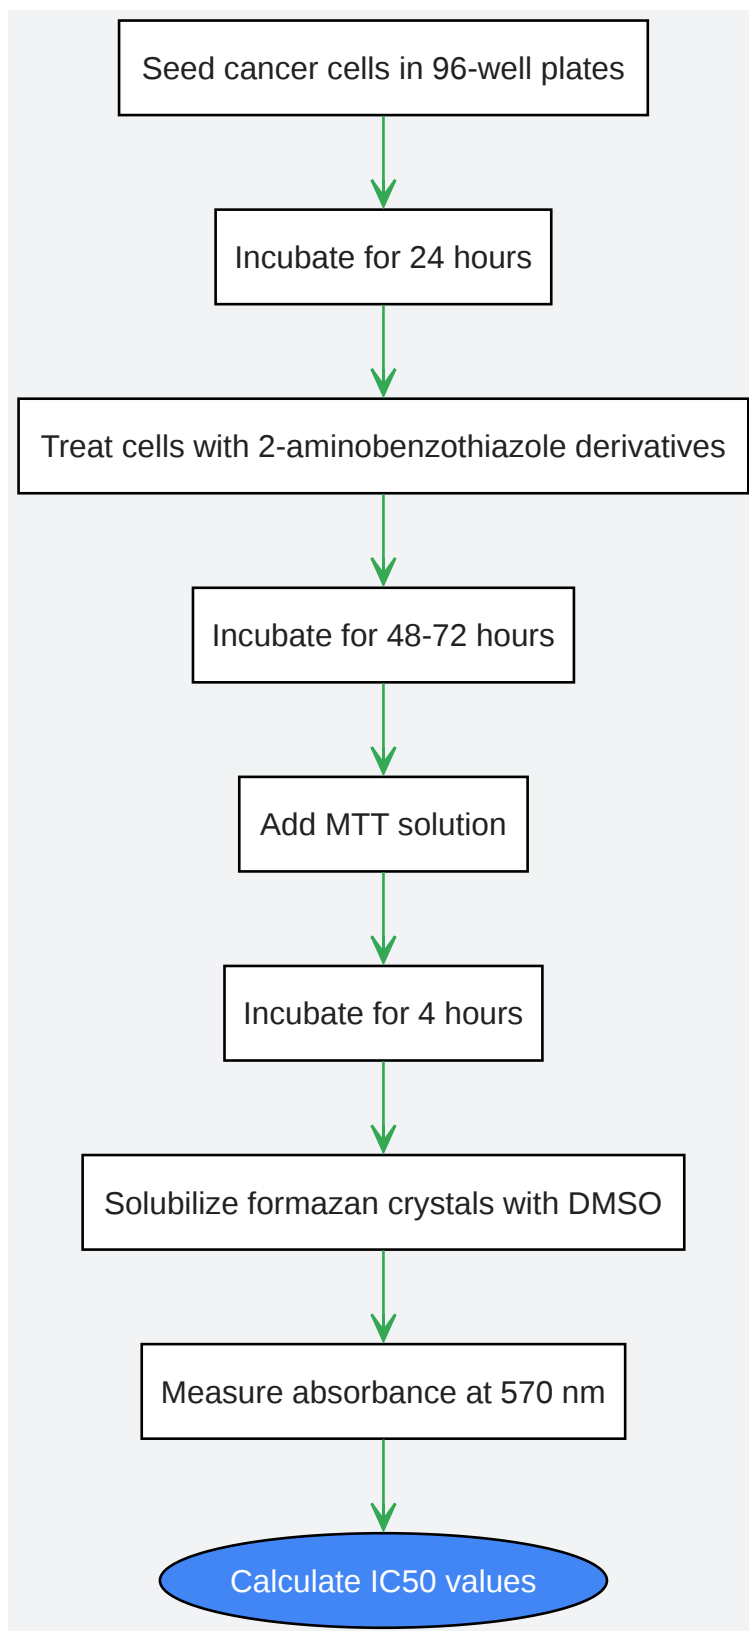 Seed cancer cells in 96-well plates
Incubate for 24 hours
Treat cells with 2-aminobenzothiazole derivatives
Incubate for 48-72 hours
Add MTT solution
Incubate for 4 hours
Solubilize formazan crystals with DMSO
Measure absorbance at 570 nm
Calculate IC50 values